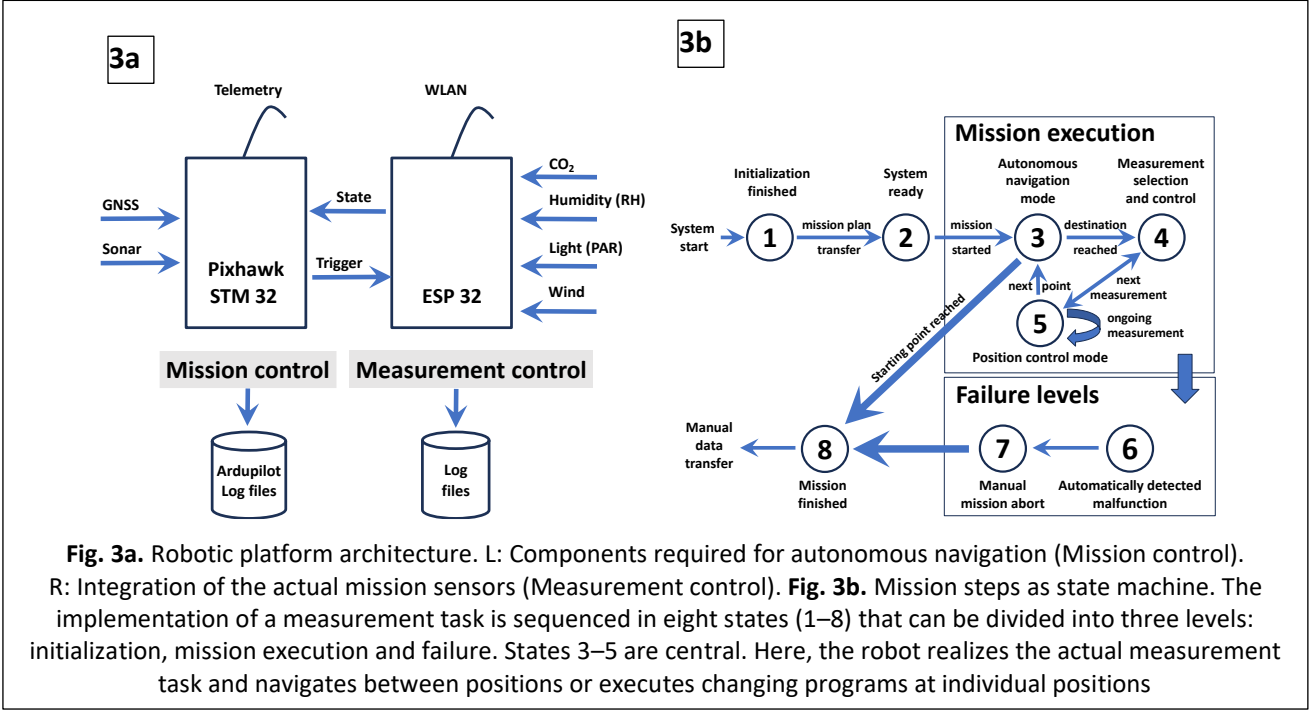 3a
Telemetry
WLAN
GNSS
Sonar
Pixhawk
STM 32
State
Trigger
ESP 32
CO₂
Humidity (RH)
Light (PAR)
Wind
Mission control
Measurement control
Ardupilot
Log files
Log
files
3b
Mission execution
Initialization
finished
System
ready
Autonomous
navigation
mode
Measurement
selection
and control
System
start
1
mission plan
transfer
2
mission
started
3
destination
reached
4
next point
next
measurement
5
ongoing
measurement
Position control mode
Starting point reached
Failure levels
Manual
data
transfer
8
Mission
finished
7
Manual
mission abort
6
Automatically detected
malfunction
Fig. 3a. Robotic platform architecture. L: Components required for autonomous navigation (Mission control).
R: Integration of the actual mission sensors (Measurement control). Fig. 3b. Mission steps as state machine. The
implementation of a measurement task is sequenced in eight states (1–8) that can be divided into three levels:
initialization, mission execution and failure. States 3–5 are central. Here, the robot realizes the actual measurement
task and navigates between positions or executes changing programs at individual positions